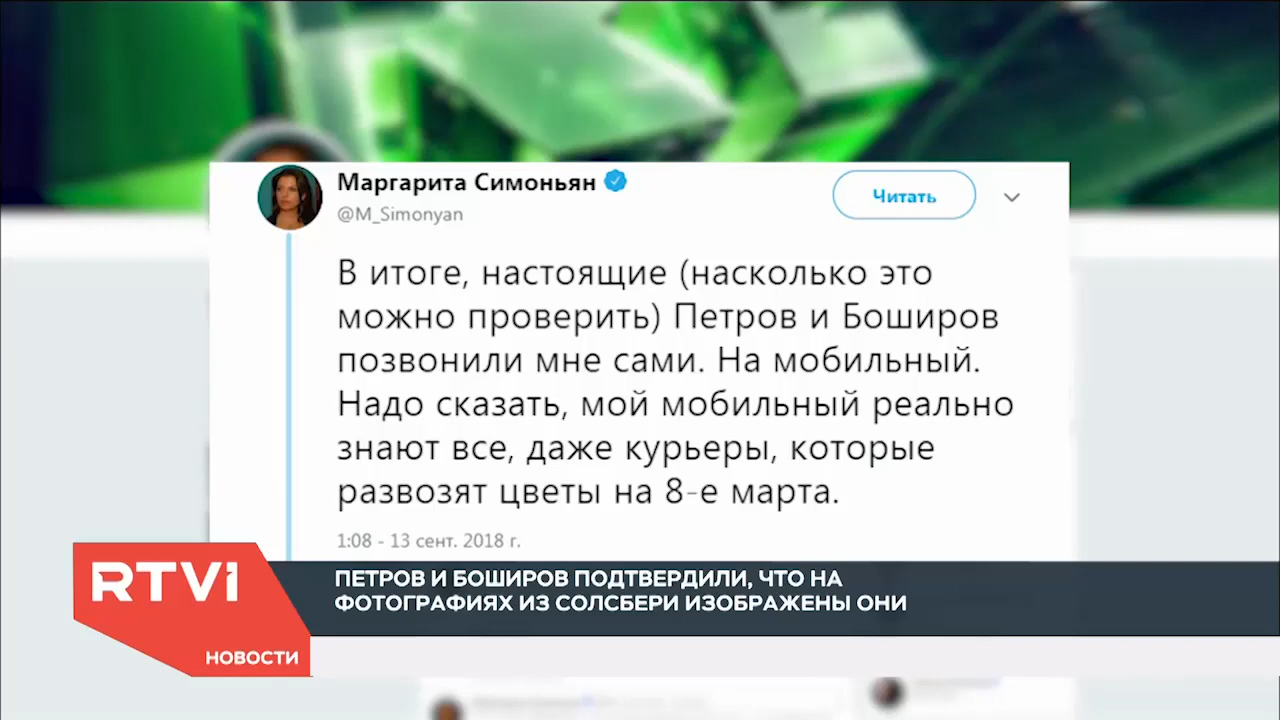 Маргарита Симоньян
@M_Simonyan
Читать
В итоге, настоящие (насколько это
можно проверить) Петров и Боширов
позвонили мне сами. На мобильный.
Надо сказать, мой мобильный реально
знают все, даже курьеры, которые
развозят цветы на 8-е марта.
1:08 - 13 сент. 2018 г.
RTVi
НОВОСТИ
ПЕТРОВ И БОШИРОВ ПОДТВЕРДИЛИ, ЧТО НА
ФОТОГРАФИЯХ ИЗ СОЛСБЕРИ ИЗОБРАЖЕНЫ ОНИ